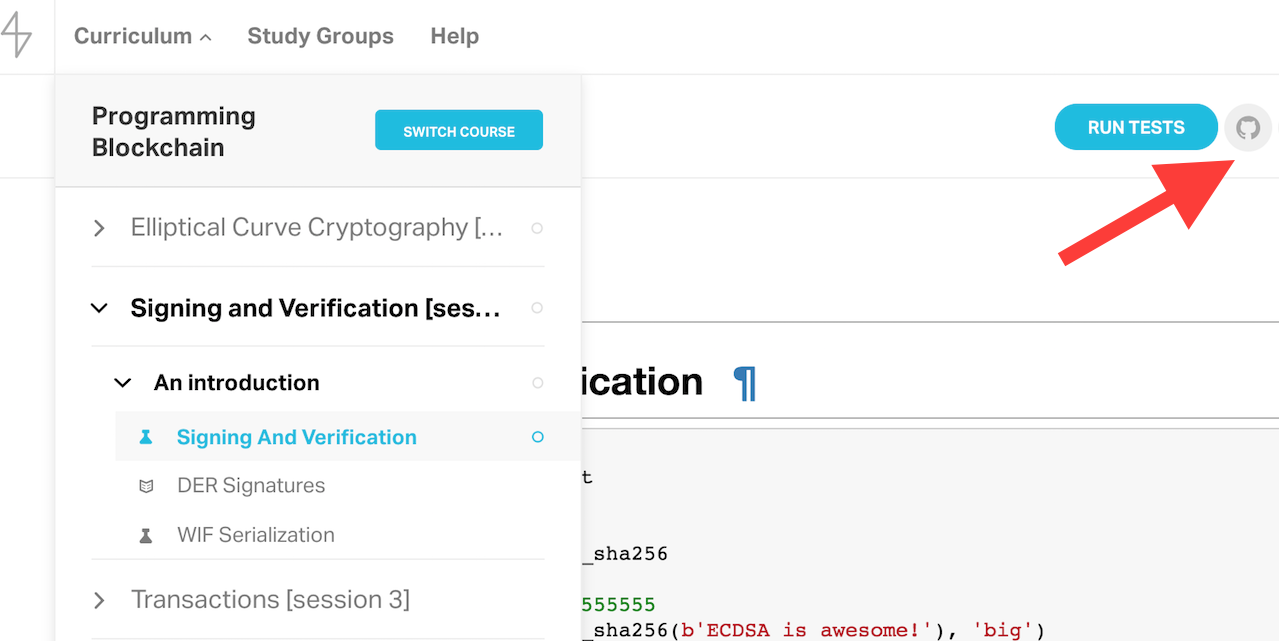 Curriculum Study Groups Help
Programming
Blockchain
SWITCH COURSE
RUN TESTS
Elliptical Curve Cryptography [...
Signing and Verification [ses...
An introduction
ication ¶
Signing And Verification
t
DER Signatures
WIF Serialization
_sha256
Transactions [session 3]
555555
_sha256(b'ECDSA is awesome!'), 'big')